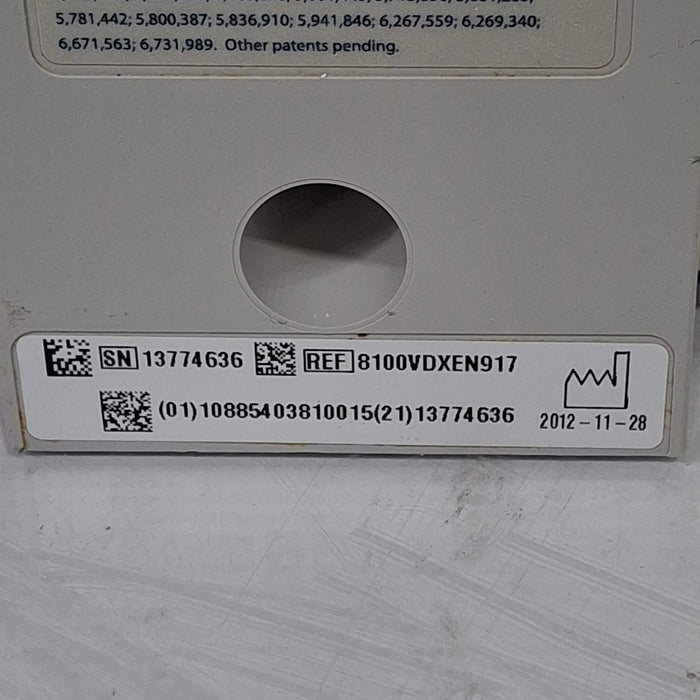 5,781,442; 5,800,387; 5,836,910; 5,941,846; 6,267,559; 6,269,340;
6,671,563; 6,731,989. Other patents pending.
SN 13774636 REF 8100VDXEN917
(01)10885403810015(21)13774636
2012-11-28